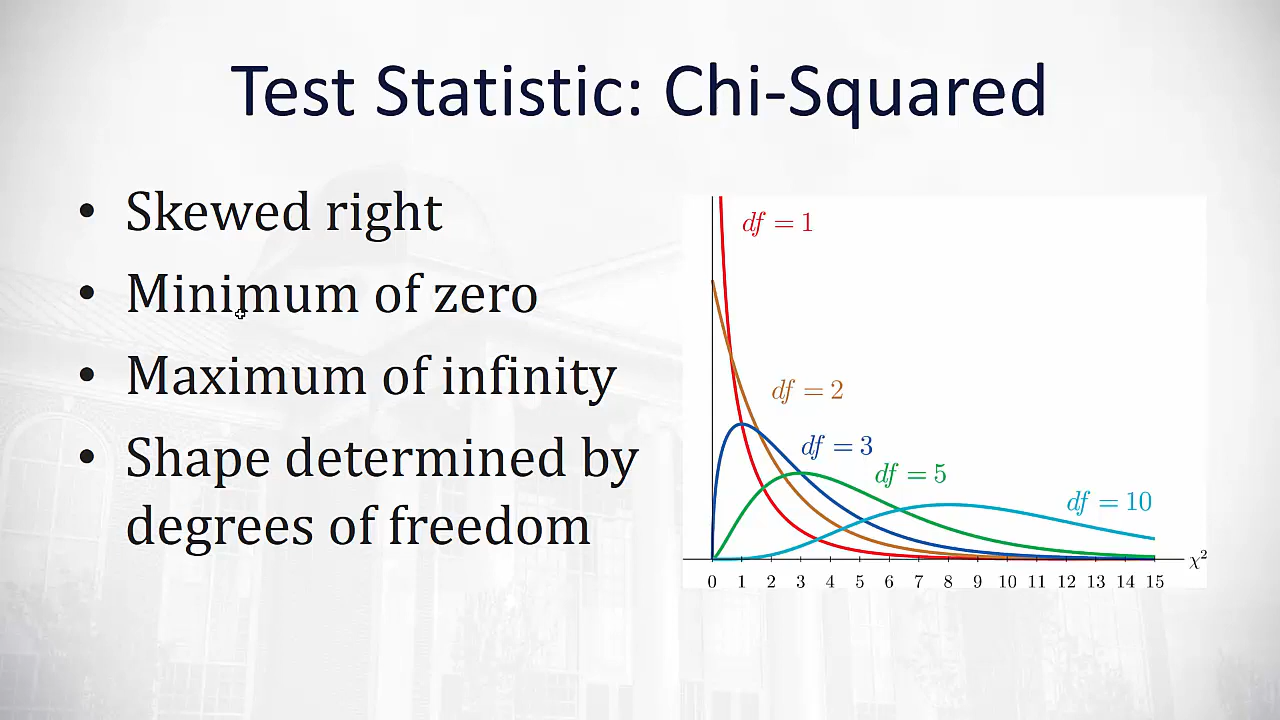 Test Statistic: Chi-Squared
• Skewed right
• Minimum of zero
• Maximum of infinity
• Shape determined by
degrees of freedom
df = 1
df = 2
df = 3
df = 5
df = 10
χ²
0 1 2 3 4 5 6 7 8 9 10 11 12 13 14 15